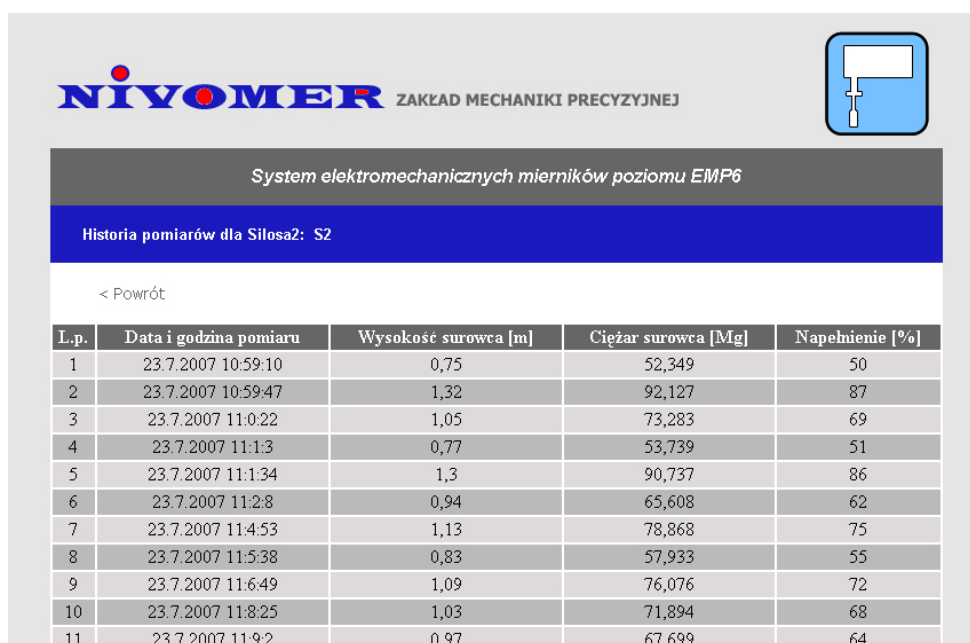 NIVOMER ZAKŁAD MECHANIKI PRECYZYJNEJ
System elektromechanicznych mierników poziomu EMP6
Historia pomiarów dla Silosa2: S2
< Powrót
L.p. Data i godzina pomiaru Wysokość surowca [m] Ciężar surowca [Mg] Napełnienie [%]
1 23.7.2007 10:59:10 0,75 52,349 50
2 23.7.2007 10:59:47 1,32 92,127 87
3 23.7.2007 11:0:22 1,05 73,283 69
4 23.7.2007 11:1:3 0,77 53,739 51
5 23.7.2007 11:1:34 1,3 90,737 86
6 23.7.2007 11:2:8 0,94 65,608 62
7 23.7.2007 11:4:53 1,13 78,868 75
8 23.7.2007 11:5:38 0,83 57,933 55
9 23.7.2007 11:6:49 1,09 76,076 72
10 23.7.2007 11:8:25 1,03 71,894 68
11 23.7.2007 11:9:2 0,97 67,699 64